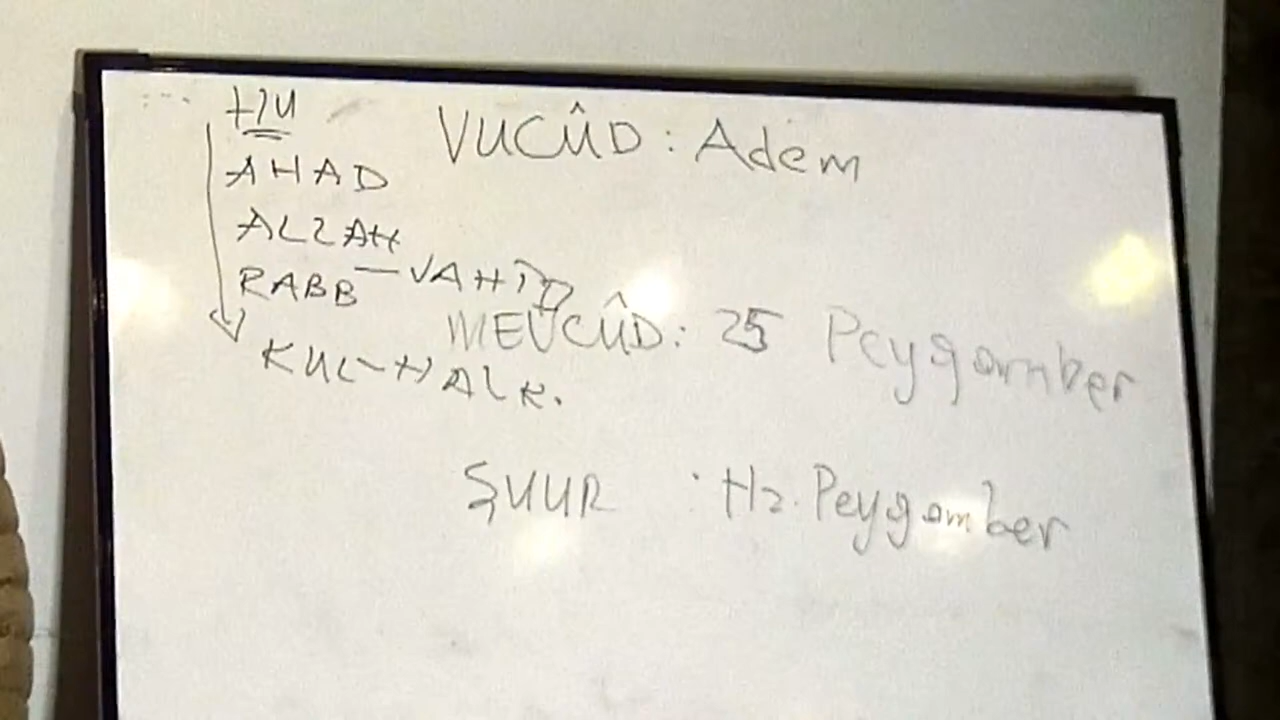 HU
AHAD
ALLAH
RABB – VAHİD
KUL – HALK.
VUCÛD : Adem
MEVCÛD : 25 Peygamber
ŞUUR : Hz. Peygamber